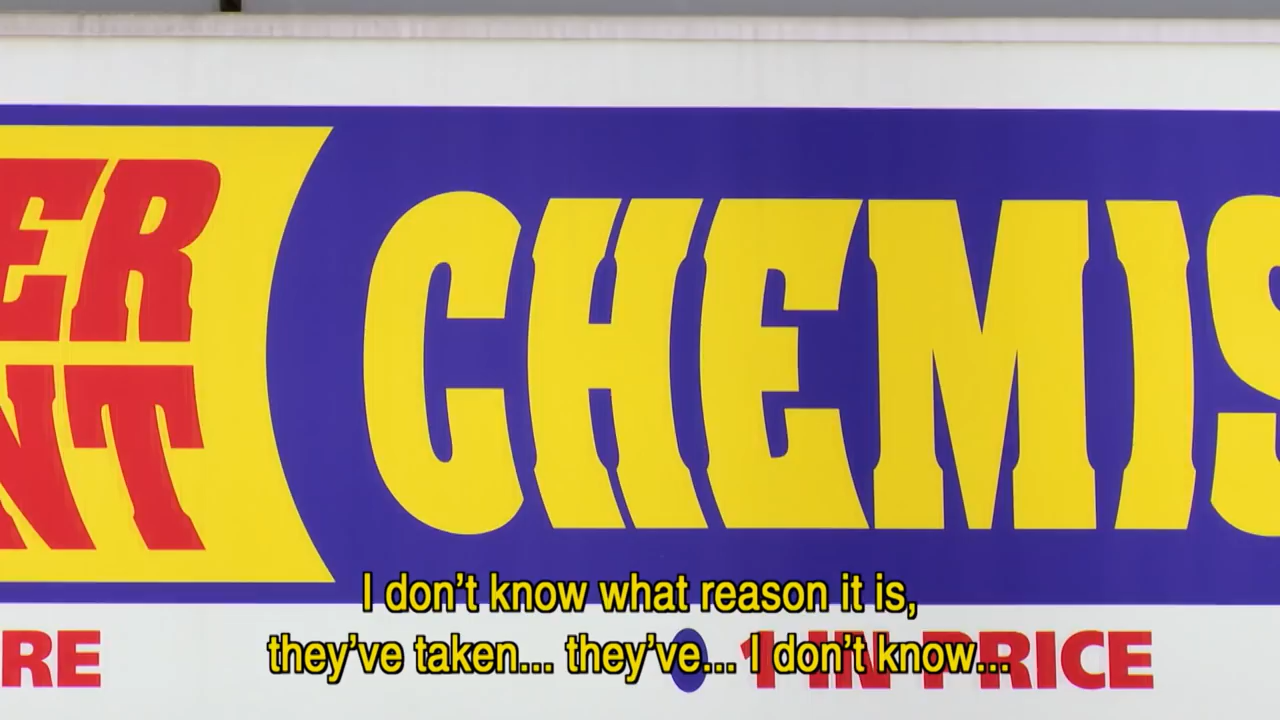 ER
NT
CHEMIS
RE
• 1 IN PRICE
I don't know what reason it is,
they've taken... they've... I don't know...